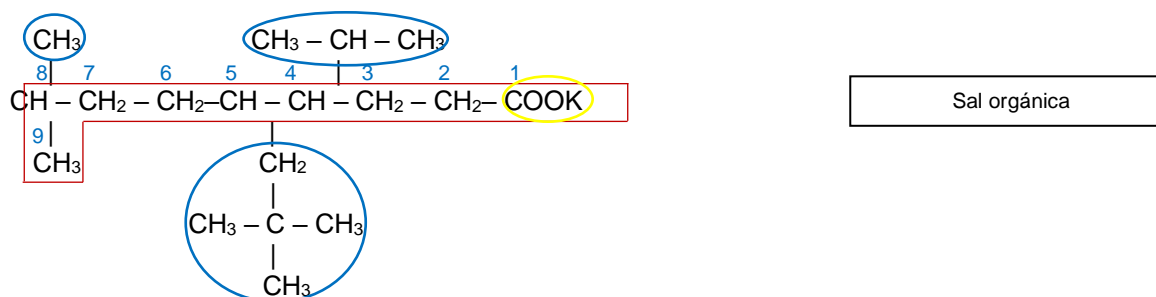 CH₃ CH₃ – CH – CH₃
8 7 6 5 4 3 2 1
CH – CH₂ – CH₂–CH – CH – CH₂ – CH₂– COOK Sal orgánica
9
CH₃ CH₂
CH₃ – C – CH₃
CH₃